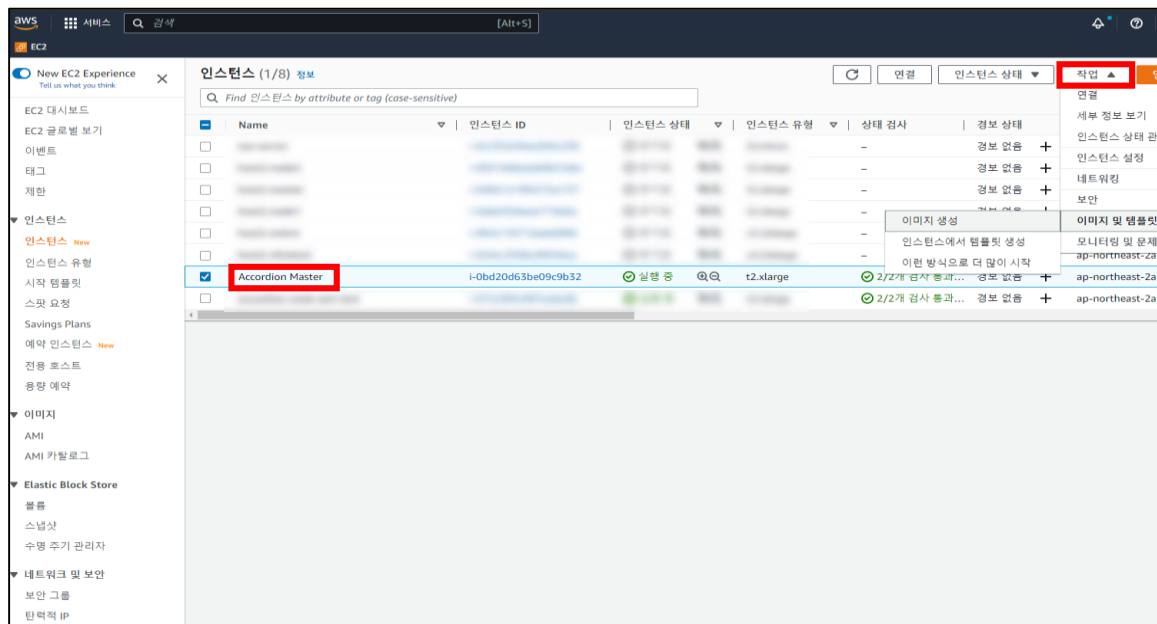 aws 서비스 검색 [Alt+S]
EC2
New EC2 Experience
Tell us what you think
EC2 대시보드
EC2 글로벌 보기
이벤트
태그
제한
인스턴스
인스턴스 New
인스턴스 유형
시작 템플릿
스팟 요청
Savings Plans
예약 인스턴스 New
전용 호스트
용량 예약
이미지
AMI
AMI 카탈로그
Elastic Block Store
볼륨
스냅샷
수명 주기 관리자
네트워크 및 보안
보안 그룹
탄력적 IP
인스턴스 (1/8) 정보 연결 인스턴스 상태 작업
Find 인스턴스 by attribute or tag (case-sensitive)
Name 인스턴스 ID 인스턴스 상태 인스턴스 유형 상태 검사 경보 상태
– 경보 없음 +
– 경보 없음 +
– 경보 없음 +
–
–
–
Accordion Master i-0bd20d63be09c9b32 실행 중 t2.xlarge 2/2개 검사 통과... 경보 없음 + ap-northeast-2a
2/2개 검사 통과... 경보 없음 + ap-northeast-2a
연결
세부 정보 보기
인스턴스 상태 관
인스턴스 설정
네트워킹
보안
이미지 및 템플릿
모니터링 및 문제
ap-northeast-2a
이미지 생성
인스턴스에서 템플릿 생성
이런 방식으로 더 많이 시작